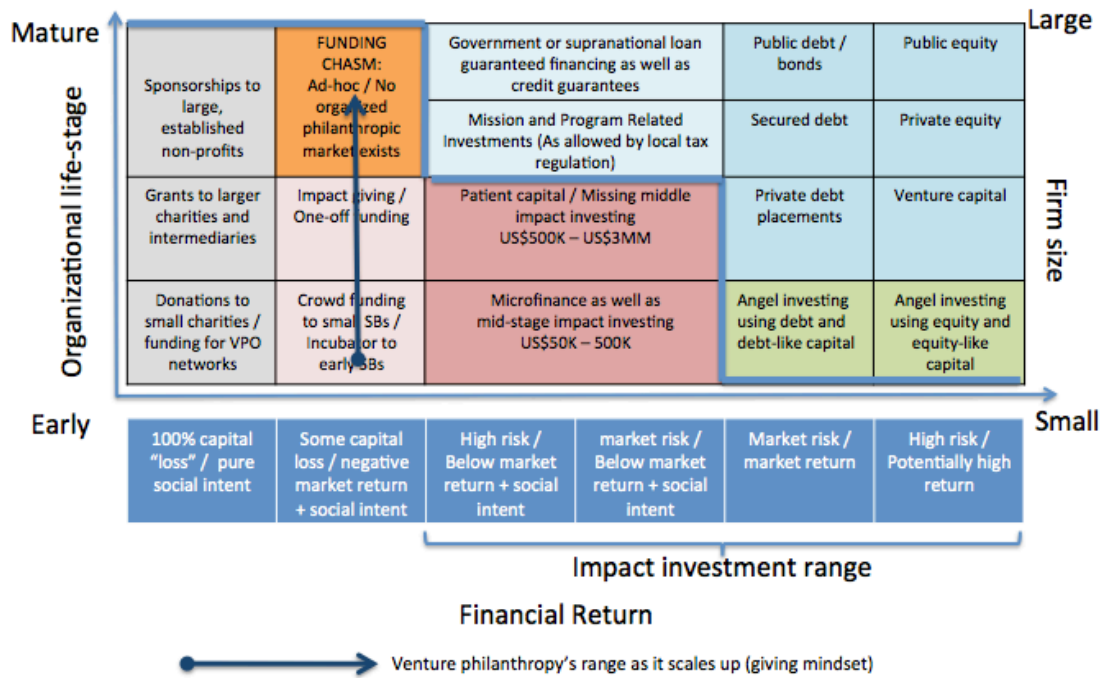 Mature
Large
Sponsorships to
large,
established
non-profits
FUNDING
CHASM:
Ad-hoc / No
organized
philanthropic
market exists
Government or supranational loan
guaranteed financing as well as
credit guarantees
Public debt /
bonds
Public equity
Mission and Program Related
Investments (As allowed by local tax
regulation)
Secured debt
Private equity
Organizational life-stage
Firm size
Grants to larger
charities and
intermediaries
Impact giving /
One-off funding
Patient capital / Missing middle
impact investing
US$500K – US$3MM
Private debt
placements
Venture capital
Donations to
small charities /
funding for VPO
networks
Crowd funding
to small SBs /
Incubator to
early SBs
Microfinance as well as
mid-stage impact investing
US$50K – 500K
Angel investing
using debt and
debt-like capital
Angel investing
using equity and
equity-like
capital
Early
Small
100% capital
“loss” / pure
social intent
Some capital
loss / negative
market return
+ social intent
High risk /
Below market
return + social
intent
market risk /
Below market
return + social
intent
Market risk /
market return
High risk /
Potentially high
return
Impact investment range
Financial Return
Venture philanthropy’s range as it scales up (giving mindset)